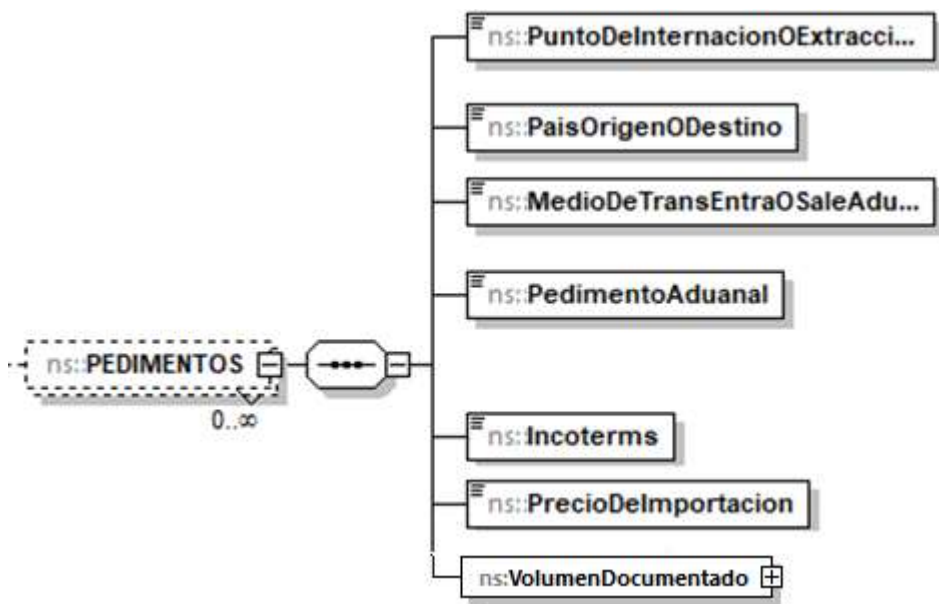 ns::PuntoDeInternacionOExtracci...
ns::PaisOrigenODestino
ns::MedioDeTransEntraOSaleAdu...
ns::PedimentoAduanal
ns::PEDIMENTOS
0..∞
ns::Incoterms
ns::PrecioDeImportacion
ns:VolumenDocumentado